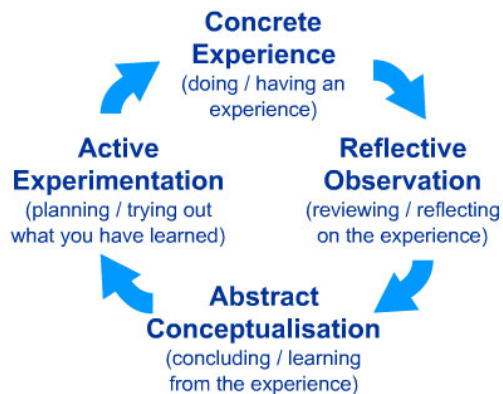 Concrete
Experience
(doing / having an
experience)
Reflective
Observation
(reviewing / reflecting
on the experience)
Abstract
Conceptualisation
(concluding / learning
from the experience)
Active
Experimentation
(planning / trying out
what you have learned)